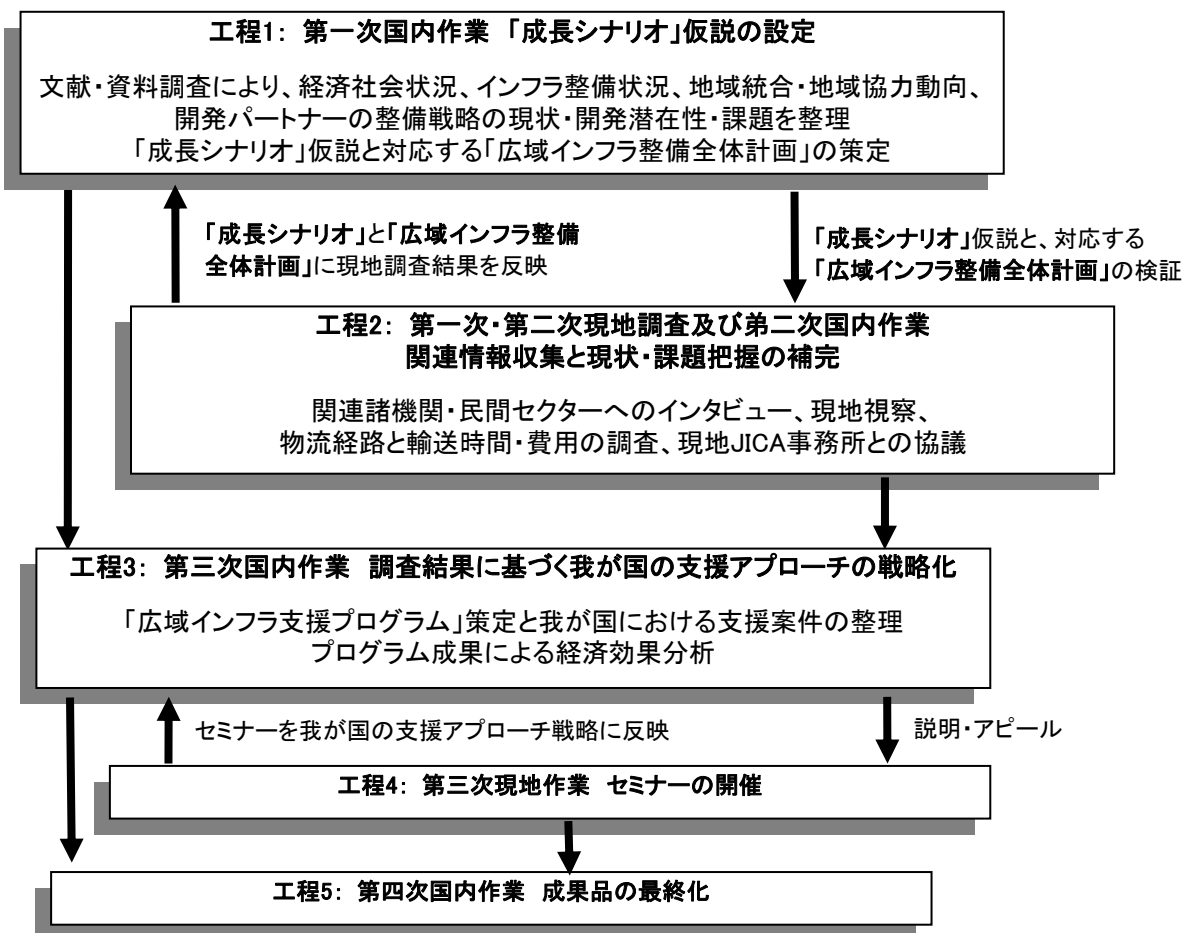 工程1： 第一次国内作業 「成長シナリオ」仮説の設定
文献・資料調査により、経済社会状況、インフラ整備状況、地域統合・地域協力動向、
開発パートナーの整備戦略の現状・開発潜在性・課題を整理
「成長シナリオ」仮説と対応する「広域インフラ整備全体計画」の策定
「成長シナリオ」と「広域インフラ整備
全体計画」に現地調査結果を反映
「成長シナリオ」仮説と、対応する
「広域インフラ整備全体計画」の検証
工程2： 第一次・第二次現地調査及び第二次国内作業
関連情報収集と現状・課題把握の補完
関連諸機関・民間セクターへのインタビュー、現地視察、
物流経路と輸送時間・費用の調査、現地JICA事務所との協議
工程3： 第三次国内作業 調査結果に基づく我が国の支援アプローチの戦略化
「広域インフラ支援プログラム」策定と我が国における支援案件の整理
プログラム成果による経済効果分析
セミナーを我が国の支援アプローチ戦略に反映
説明・アピール
工程4： 第三次現地作業 セミナーの開催
工程5： 第四次国内作業 成果品の最終化